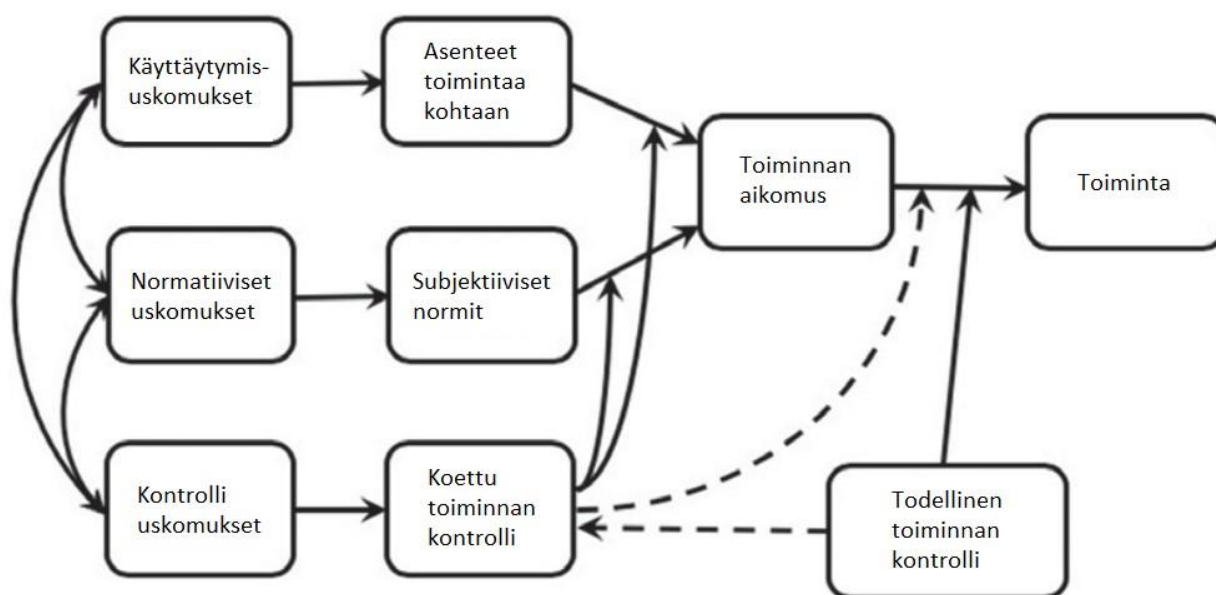 Käyttäytymis-
uskomukset
Asenteet
toimintaa
kohtaan
Toiminnan
aikomus
Toiminta
Normatiiviset
uskomukset
Subjektiiviset
normit
Kontrolli
uskomukset
Koettu
toiminnan
kontrolli
Todellinen
toiminnan
kontrolli